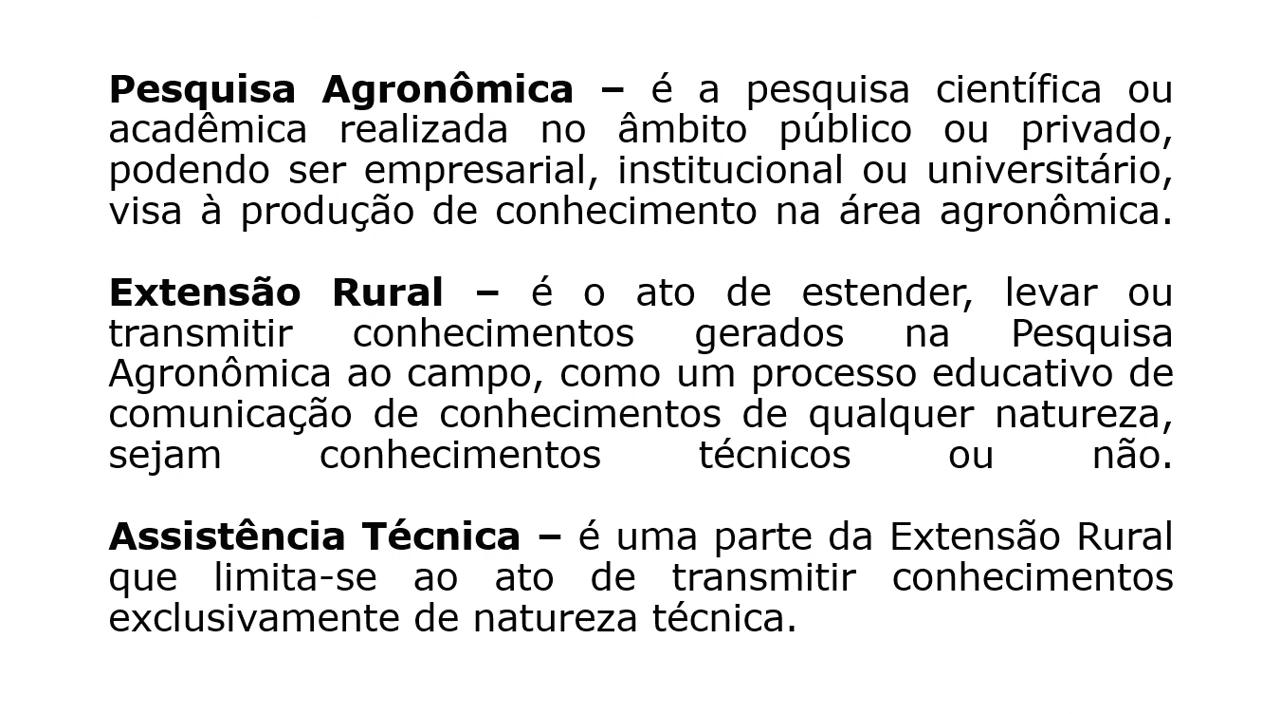 Pesquisa Agronômica – é a pesquisa científica ou
acadêmica realizada no âmbito público ou privado,
podendo ser empresarial, institucional ou universitário,
visa à produção de conhecimento na área agronômica.
Extensão Rural – é o ato de estender, levar ou
transmitir conhecimentos gerados na Pesquisa
Agronômica ao campo, como um processo educativo de
comunicação de conhecimentos de qualquer natureza,
sejam conhecimentos técnicos ou não.
Assistência Técnica – é uma parte da Extensão Rural
que limita-se ao ato de transmitir conhecimentos
exclusivamente de natureza técnica.